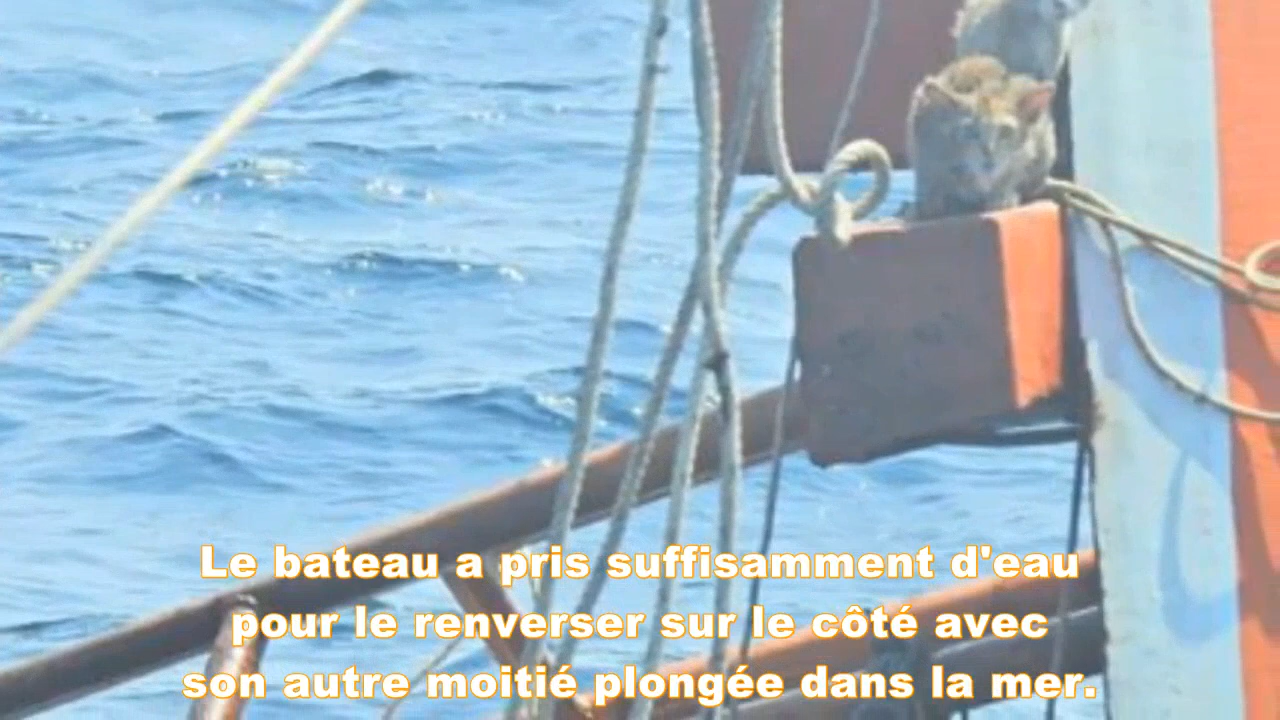 Le bateau a pris suffisamment d'eau
pour le renverser sur le côté avec
son autre moitié plongée dans la mer.